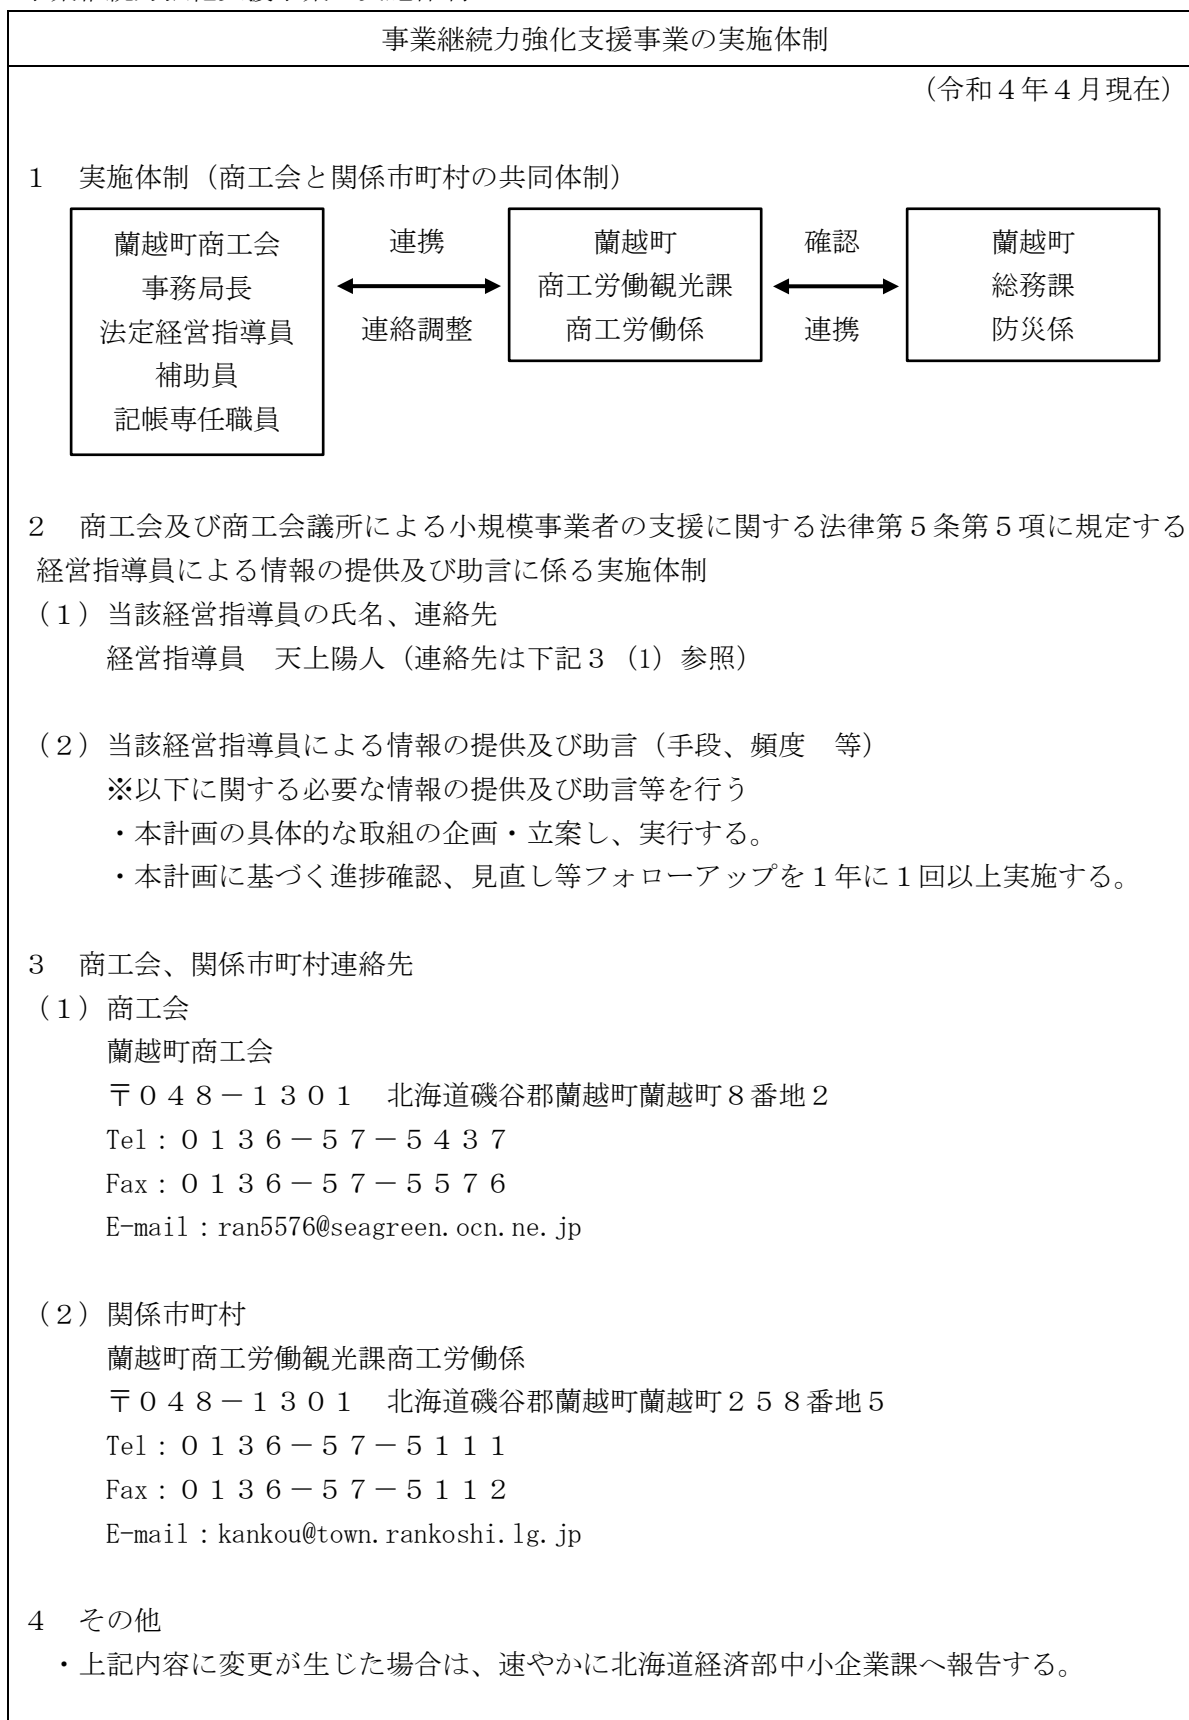 事業継続力強化支援事業の実施体制
(令和4年4月現在)
1　実施体制（商工会と関係市町村の共同体制）
蘭越町商工会
事務局長
法定経営指導員
補助員
記帳専任職員
連携
連絡調整
蘭越町
商工労働観光課
商工労働係
確認
連携
蘭越町
総務課
防災係
2　商工会及び商工会議所による小規模事業者の支援に関する法律第５条第５項に規定する
経営指導員による情報の提供及び助言に係る実施体制
（１）当該経営指導員の氏名、連絡先
経営指導員　天上陽人（連絡先は下記３（1）参照）
（２）当該経営指導員による情報の提供及び助言（手段、頻度　等）
※以下に関する必要な情報の提供及び助言等を行う
・本計画の具体的な取組の企画・立案し、実行する。
・本計画に基づく進捗確認、見直し等フォローアップを１年に１回以上実施する。
3　商工会、関係市町村連絡先
（１）商工会
蘭越町商工会
〒０４８－１３０１　北海道磯谷郡蘭越町蘭越町８番地２
Tel：０１３６－５７－５４３７
Fax：０１３６－５７－５５７６
E-mail：ran5576@seagreen.ocn.ne.jp
（２）関係市町村
蘭越町商工労働観光課商工労働係
〒０４８－１３０１　北海道磯谷郡蘭越町蘭越町２５８番地５
Tel：０１３６－５７－５１１１
Fax：０１３６－５７－５１１２
E-mail：kankou@town.rankoshi.lg.jp
4　その他
・上記内容に変更が生じた場合は、速やかに北海道経済部中小企業課へ報告する。